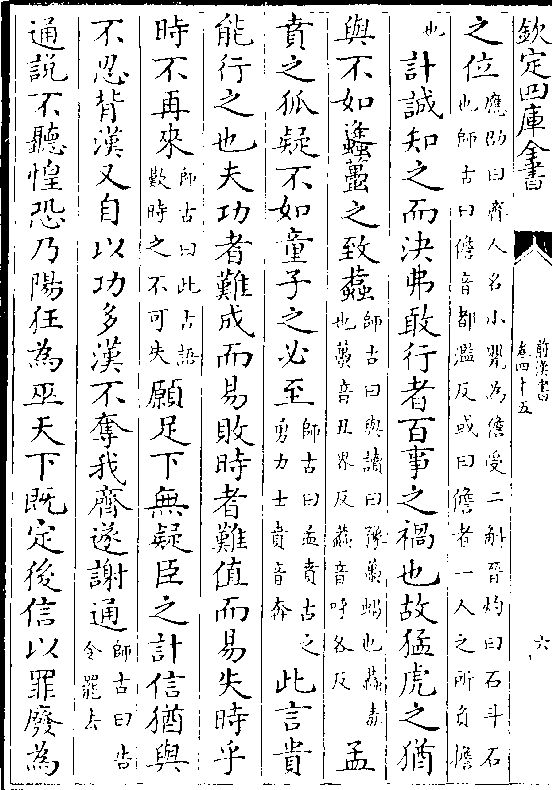 欽定四庫全書
前漢書
卷四十五
六
之位應劭曰齊人名小甖為儋受二斛晉灼曰石斗石也師古曰儋音都濫反或曰儋者一人之所負擔
也計誠知之而決弗敢行者百事之禍也故猛虎之猶
與不如蠭蠆之致蠚師古曰與讀曰豫蠆蝎也蠚毒也蠆音丑界反蠚音呼各反孟
賁之狐疑不如童子之必至師古曰孟賁古之勇力士賁音奔此言貴
能行之也夫功者難成而易敗時者難值而易失時乎
時不再來師古曰此古語歎時之不可失願足下無疑臣之計信猶與
不忍背漢又自以功多漢不奪我齊遂謝通師古曰告令罷去
通說不聽惶恐乃陽狂為巫天下既定後信以罪廢為